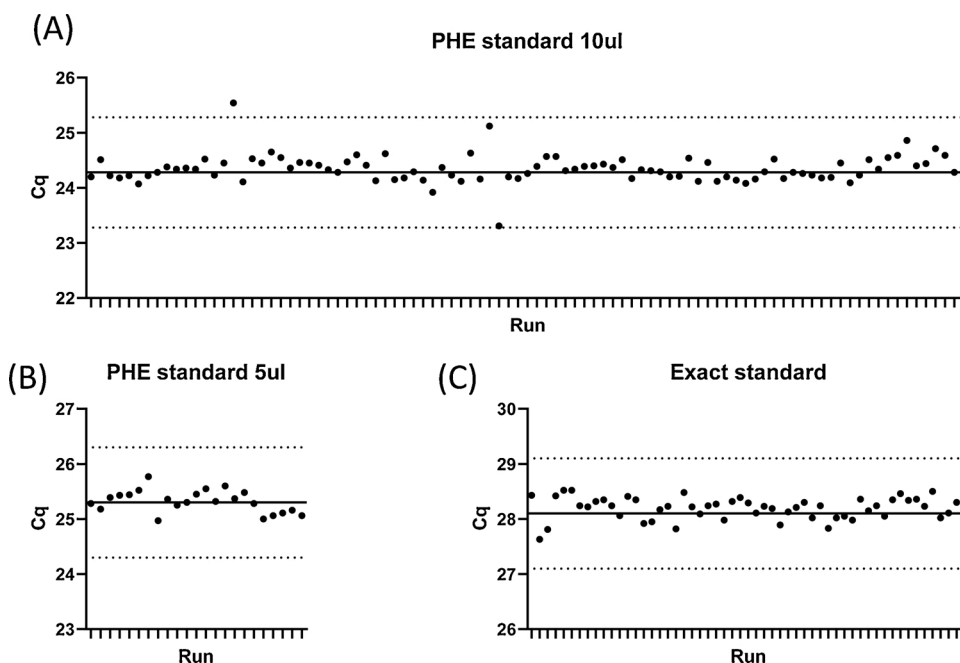 (A)
PHE standard 10ul
Cq
26
25
24
23
22
Run
(B)
PHE standard 5ul
Cq
27
26
25
24
23
Run
(C)
Exact standard
Cq
30
29
28
27
26
Run